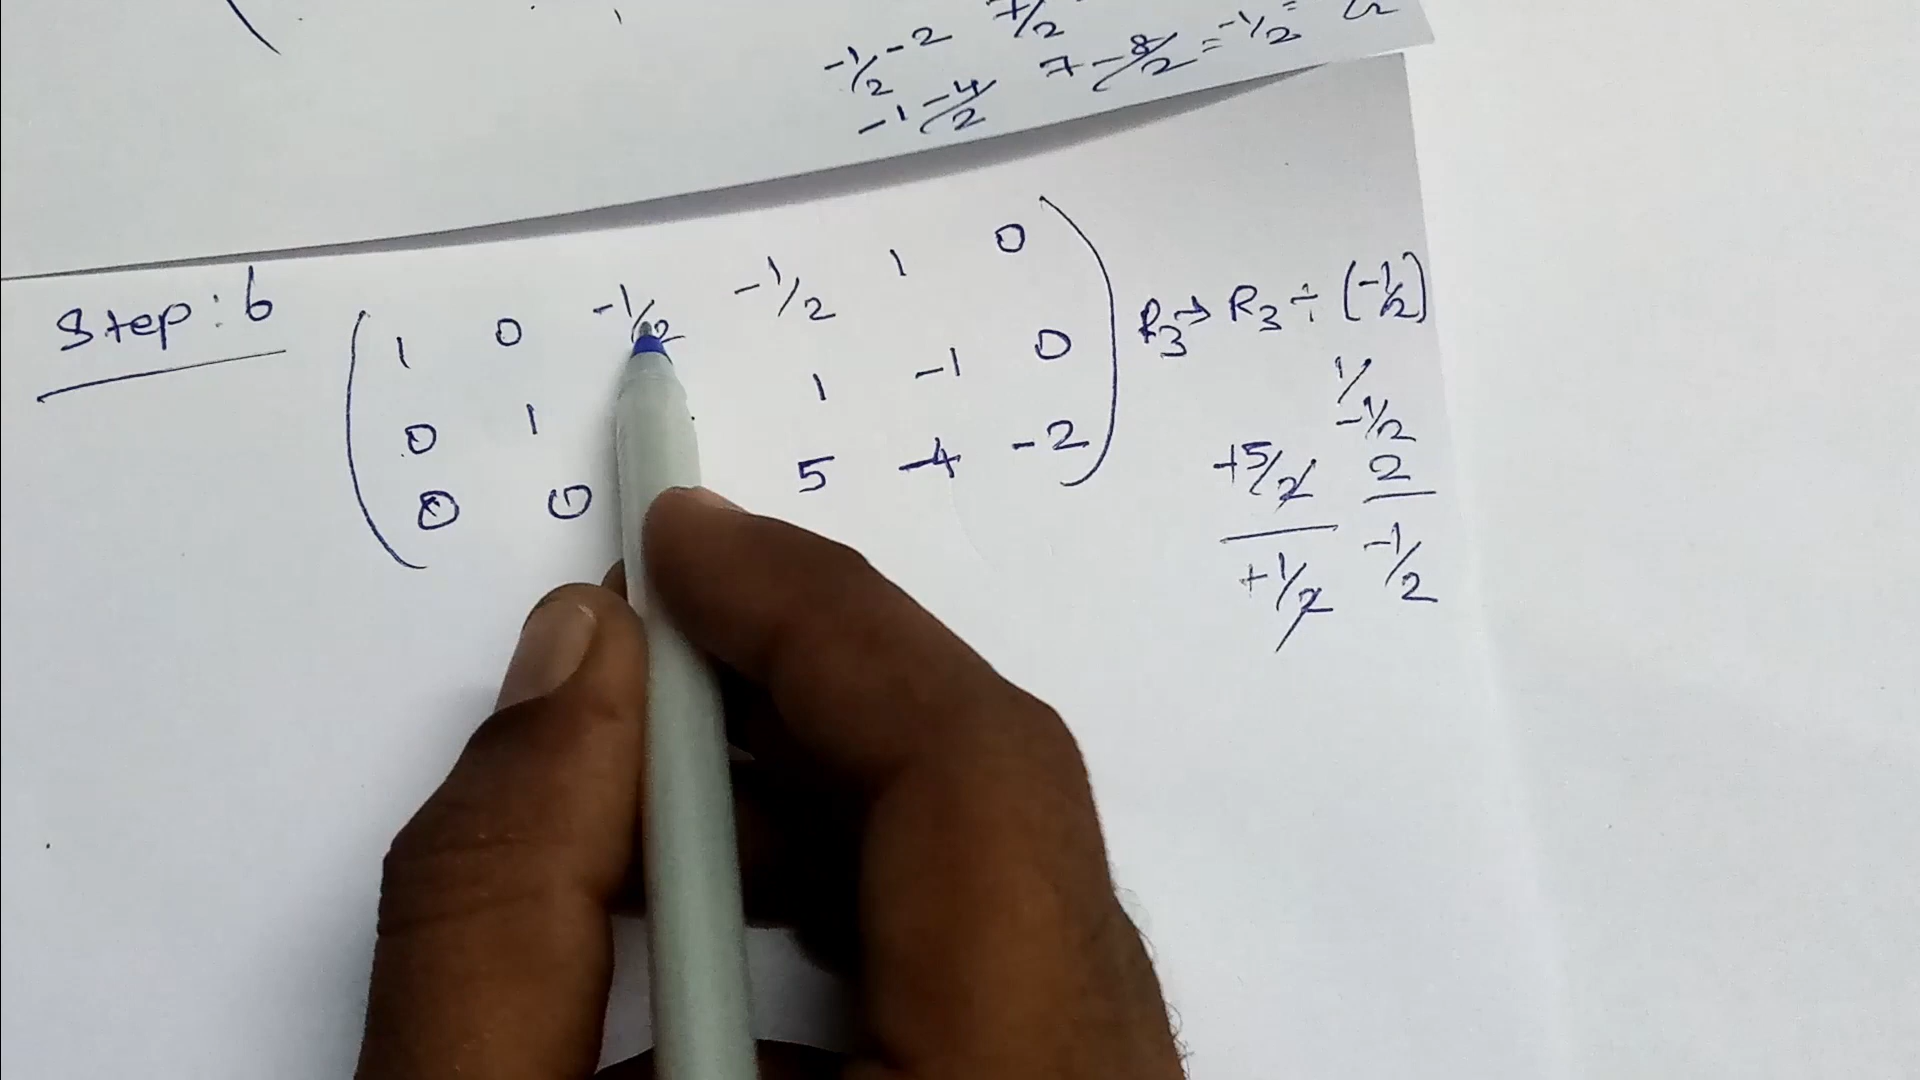 -1/2 -2 7/2
-1 -4/2 7-8/2 = -1/2 =
Step: 6
1 0 -1/2 -1/2 1 0
0 1 1 -1 0
0 0 5 -4 -2
R3 → R3 ÷ (-1/2)
1/
-1/2
+5/2 2
+1/2 -1/2